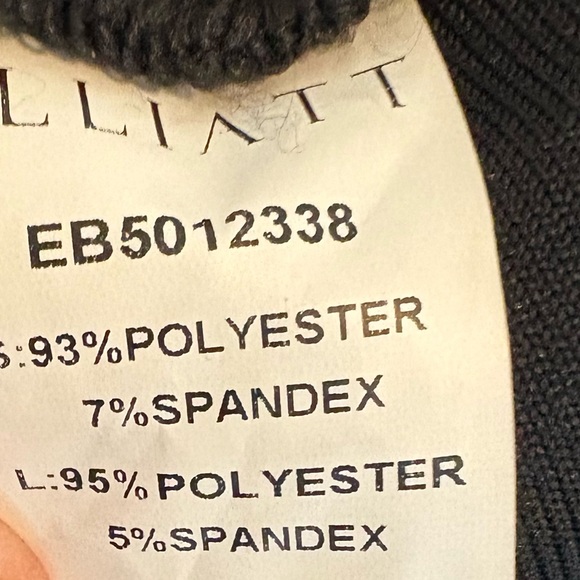 LLIATT
EB5012338
S:93%POLYESTER
7%SPANDEX
L:95%POLYESTER
5%SPANDEX